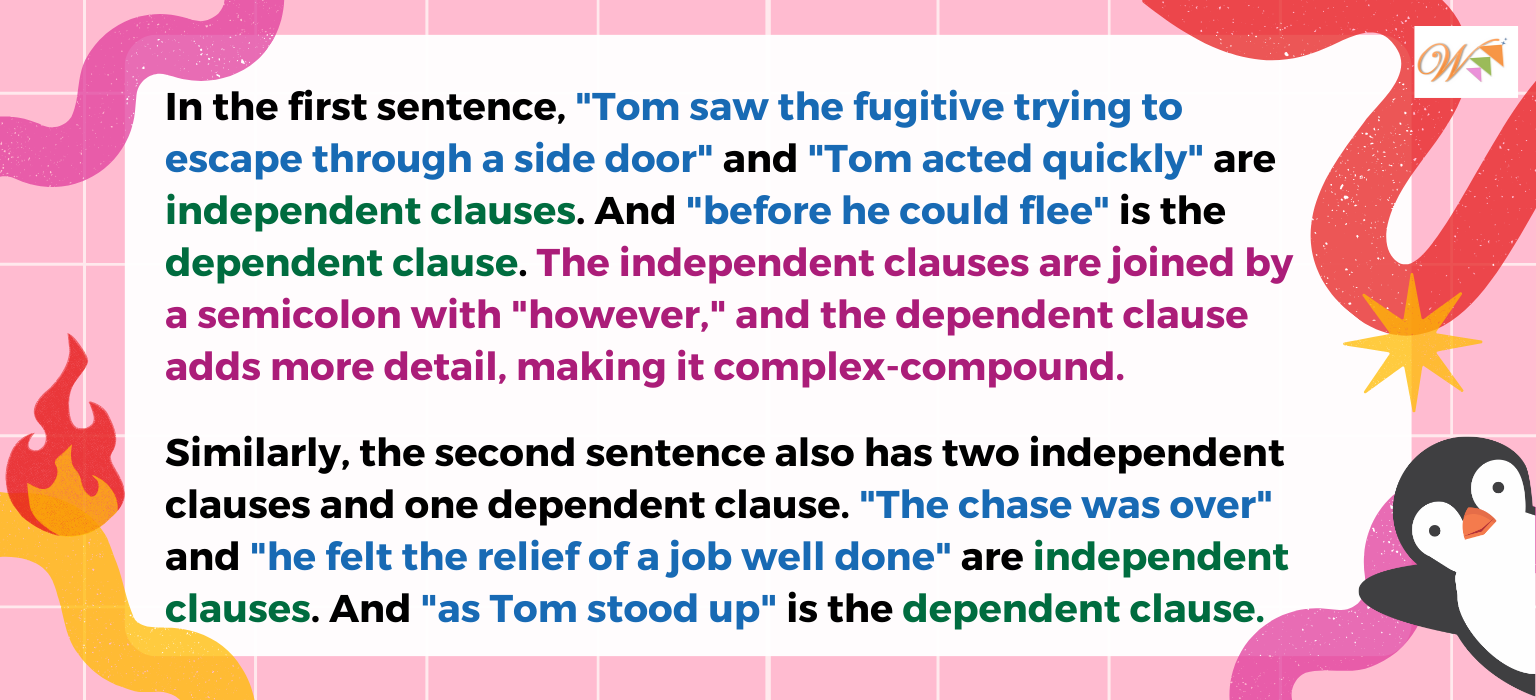 In the first sentence, "Tom saw the fugitive trying to
escape through a side door" and "Tom acted quickly" are
independent clauses. And "before he could flee" is the
dependent clause. The independent clauses are joined by
a semicolon with "however," and the dependent clause
adds more detail, making it complex-compound.
Similarly, the second sentence also has two independent
clauses and one dependent clause. "The chase was over"
and "he felt the relief of a job well done" are independent
clauses. And "as Tom stood up" is the dependent clause.
W